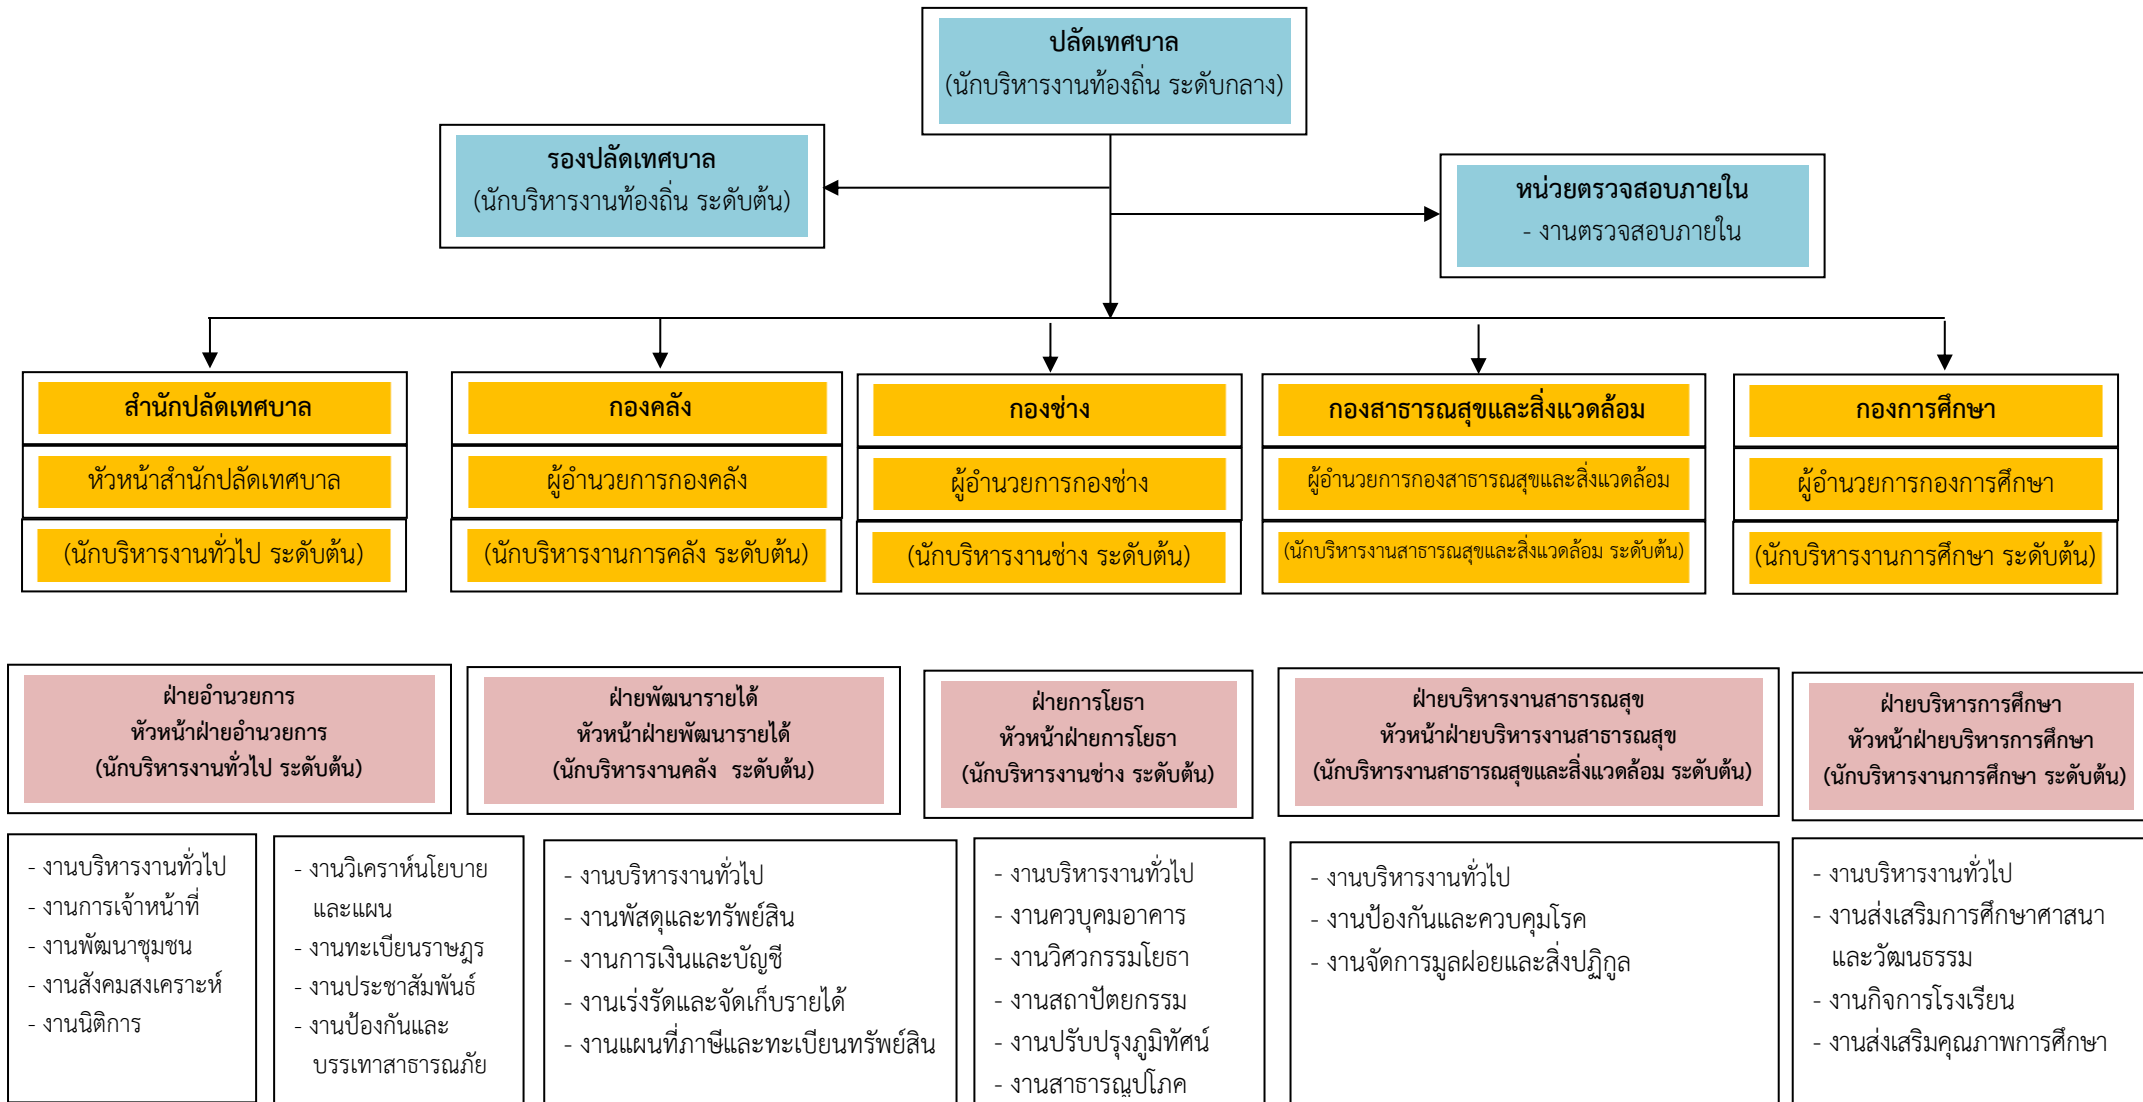 ปลัดเทศบาล
(นักบริหารงานท้องถิ่น ระดับกลาง)
รองปลัดเทศบาล
(นักบริหารงานท้องถิ่น ระดับต้น)
หน่วยตรวจสอบภายใน
- งานตรวจสอบภายใน
สำนักปลัดเทศบาล
หัวหน้าสำนักปลัดเทศบาล
(นักบริหารงานทั่วไป ระดับต้น)
กองคลัง
ผู้อำนวยการกองคลัง
(นักบริหารงานการคลัง ระดับต้น)
กองช่าง
ผู้อำนวยการกองช่าง
(นักบริหารงานช่าง ระดับต้น)
กองสาธารณสุขและสิ่งแวดล้อม
ผู้อำนวยการกองสาธารณสุขและสิ่งแวดล้อม
(นักบริหารงานสาธารณสุขและสิ่งแวดล้อม ระดับต้น)
กองการศึกษา
ผู้อำนวยการกองการศึกษา
(นักบริหารงานการศึกษา ระดับต้น)
ฝ่ายอำนวยการ
หัวหน้าฝ่ายอำนวยการ
(นักบริหารงานทั่วไป ระดับต้น)
ฝ่ายพัฒนารายได้
หัวหน้าฝ่ายพัฒนารายได้
(นักบริหารงานคลัง  ระดับต้น)
ฝ่ายการโยธา
หัวหน้าฝ่ายการโยธา
(นักบริหารงานช่าง ระดับต้น)
ฝ่ายบริหารงานสาธารณสุข
หัวหน้าฝ่ายบริหารงานสาธารณสุข
(นักบริหารงานสาธารณสุขและสิ่งแวดล้อม ระดับต้น)
ฝ่ายบริหารการศึกษา
หัวหน้าฝ่ายบริหารการศึกษา
(นักบริหารงานการศึกษา ระดับต้น)
- งานบริหารงานทั่วไป
- งานการเจ้าหน้าที่
- งานพัฒนาชุมชน
- งานสังคมสงเคราะห์
- งานนิติการ
- งานวิเคราห์นโยบาย
และแผน
- งานทะเบียนราษฎร
- งานประชาสัมพันธ์
- งานป้องกันและ
บรรเทาสาธารณภัย
- งานบริหารงานทั่วไป
- งานพัสดุและทรัพย์สิน
- งานการเงินและบัญชี
- งานเร่งรัดและจัดเก็บรายได้
- งานแผนที่ภาษีและทะเบียนทรัพย์สิน
- งานบริหารงานทั่วไป
- งานควบุคมอาคาร
- งานวิศวกรรมโยธา
- งานสถาปัตยกรรม
- งานปรับปรุงภูมิทัศน์
- งานสาธารณูปโภค
- งานบริหารงานทั่วไป
- งานป้องกันและควบคุมโรค
- งานจัดการมูลฝอยและสิ่งปฏิกูล
- งานบริหารงานทั่วไป
- งานส่งเสริมการศึกษาศาสนา
และวัฒนธรรม
- งานกิจการโรงเรียน
- งานส่งเสริมคุณภาพการศึกษา